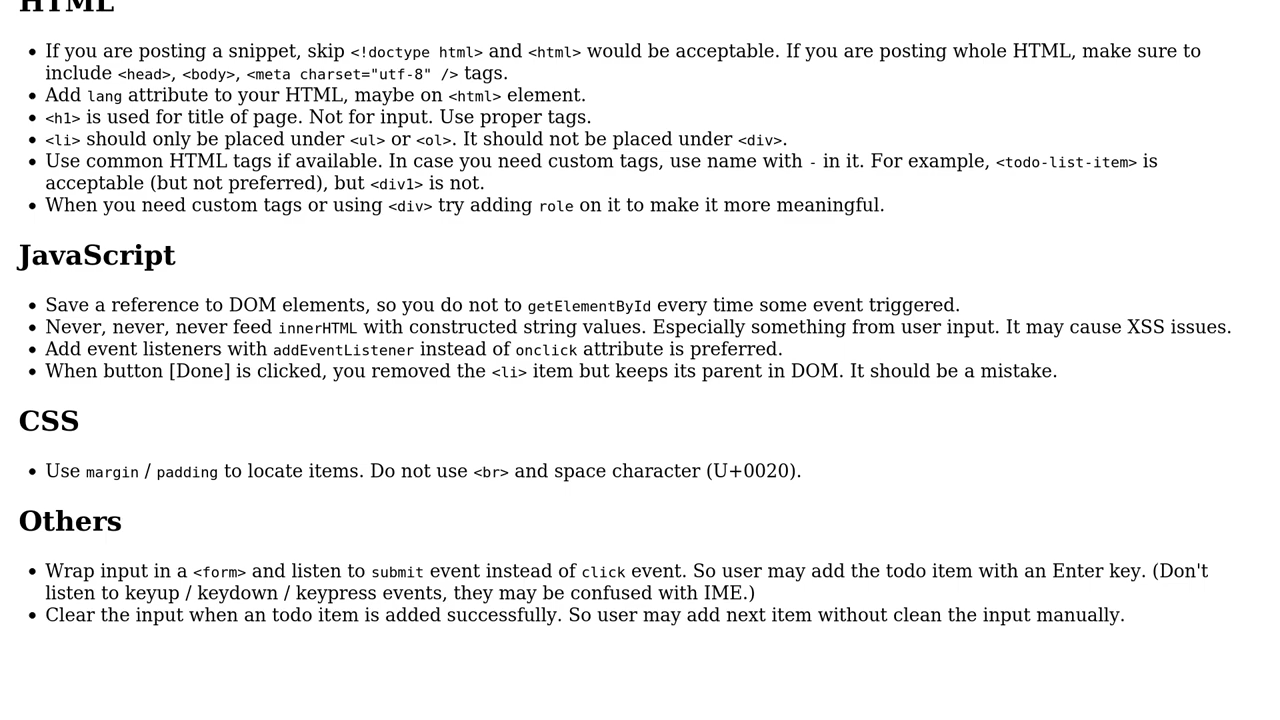 HTML
• If you are posting a snippet, skip <!doctype html> and <html> would be acceptable. If you are posting whole HTML, make sure to
include <head>, <body>, <meta charset="utf-8" /> tags.
• Add lang attribute to your HTML, maybe on <html> element.
• <h1> is used for title of page. Not for input. Use proper tags.
• <li> should only be placed under <ul> or <ol>. It should not be placed under <div>.
• Use common HTML tags if available. In case you need custom tags, use name with - in it. For example, <todo-list-item> is
acceptable (but not preferred), but <div1> is not.
• When you need custom tags or using <div> try adding role on it to make it more meaningful.
JavaScript
• Save a reference to DOM elements, so you do not to getElementById every time some event triggered.
• Never, never, never feed innerHTML with constructed string values. Especially something from user input. It may cause XSS issues.
• Add event listeners with addEventListener instead of onclick attribute is preferred.
• When button [Done] is clicked, you removed the <li> item but keeps its parent in DOM. It should be a mistake.
CSS
• Use margin / padding to locate items. Do not use <br> and space character (U+0020).
Others
• Wrap input in a <form> and listen to submit event instead of click event. So user may add the todo item with an Enter key. (Don't
listen to keyup / keydown / keypress events, they may be confused with IME.)
• Clear the input when an todo item is added successfully. So user may add next item without clean the input manually.